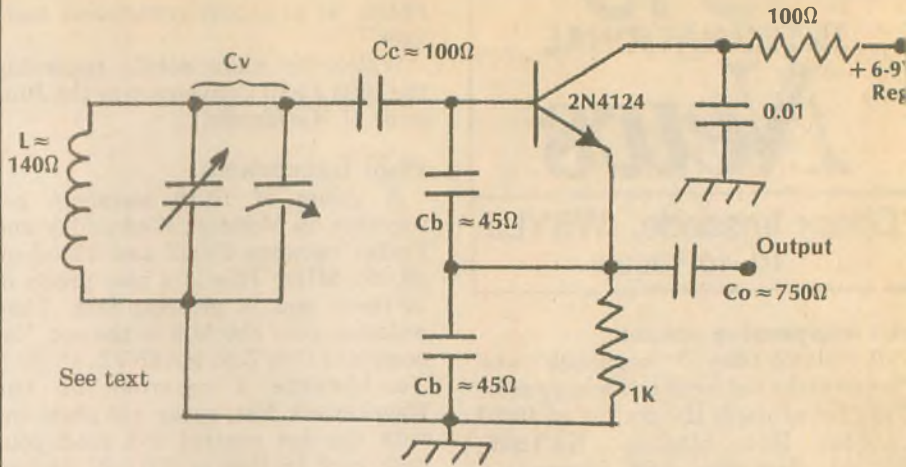 100Ω
Cv
Cc ≈ 100Ω
+ 6-9
Reg
2N4124
0.01
L ≈
140Ω
Cb ≈ 45Ω
Output
Co ≈ 750Ω
See text
Cb ≈ 45Ω
1K